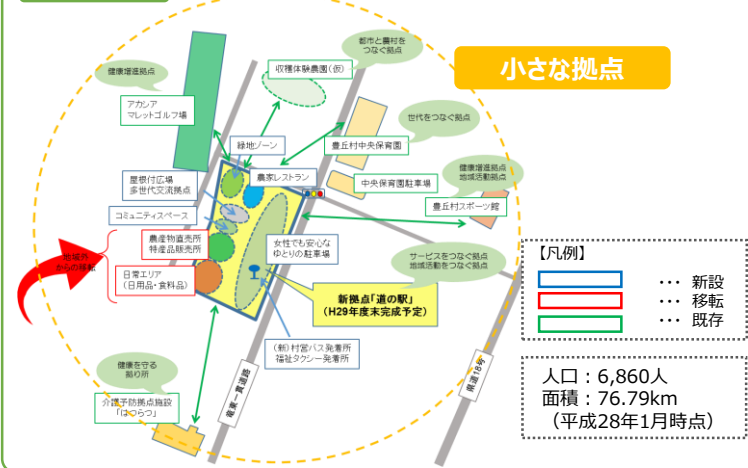 小さな拠点
都市と農村を
つなぐ拠点
健康増進拠点
収穫体験農園（仮）
アカシア
マレットゴルフ場
世代をつなぐ拠点
緑地ゾーン
豊丘村中央保育園
屋根付広場
多世代交流拠点
農家レストラン
中央保育園駐車場
健康増進拠点
地域活動拠点
豊丘村スポーツ館
コミュニティスペース
農産物直売所
特産品販売所
女性でも安心な
ゆとりの駐車場
地域外
からの移転
日常エリア
（日用品・食料品）
サービスをつなぐ拠点
地域活動をつなぐ拠点
新拠点「道の駅」
（H29年度末完成予定）
（新）村営バス発着所
福祉タクシー発着所
健康を守る
拠り所
介護予防拠点施設
「はつらつ」
竜東一貫道路
県道18号
【凡例】
･･･ 新設
･･･ 移転
･･･ 既存
人口：6,860人
面積：76.79km
（平成28年1月時点）